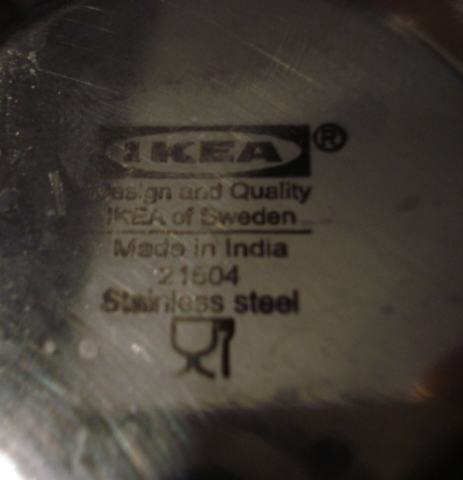 IKEA®
Design and Quality
IKEA of Sweden
Made in India
21604
Stainless steel